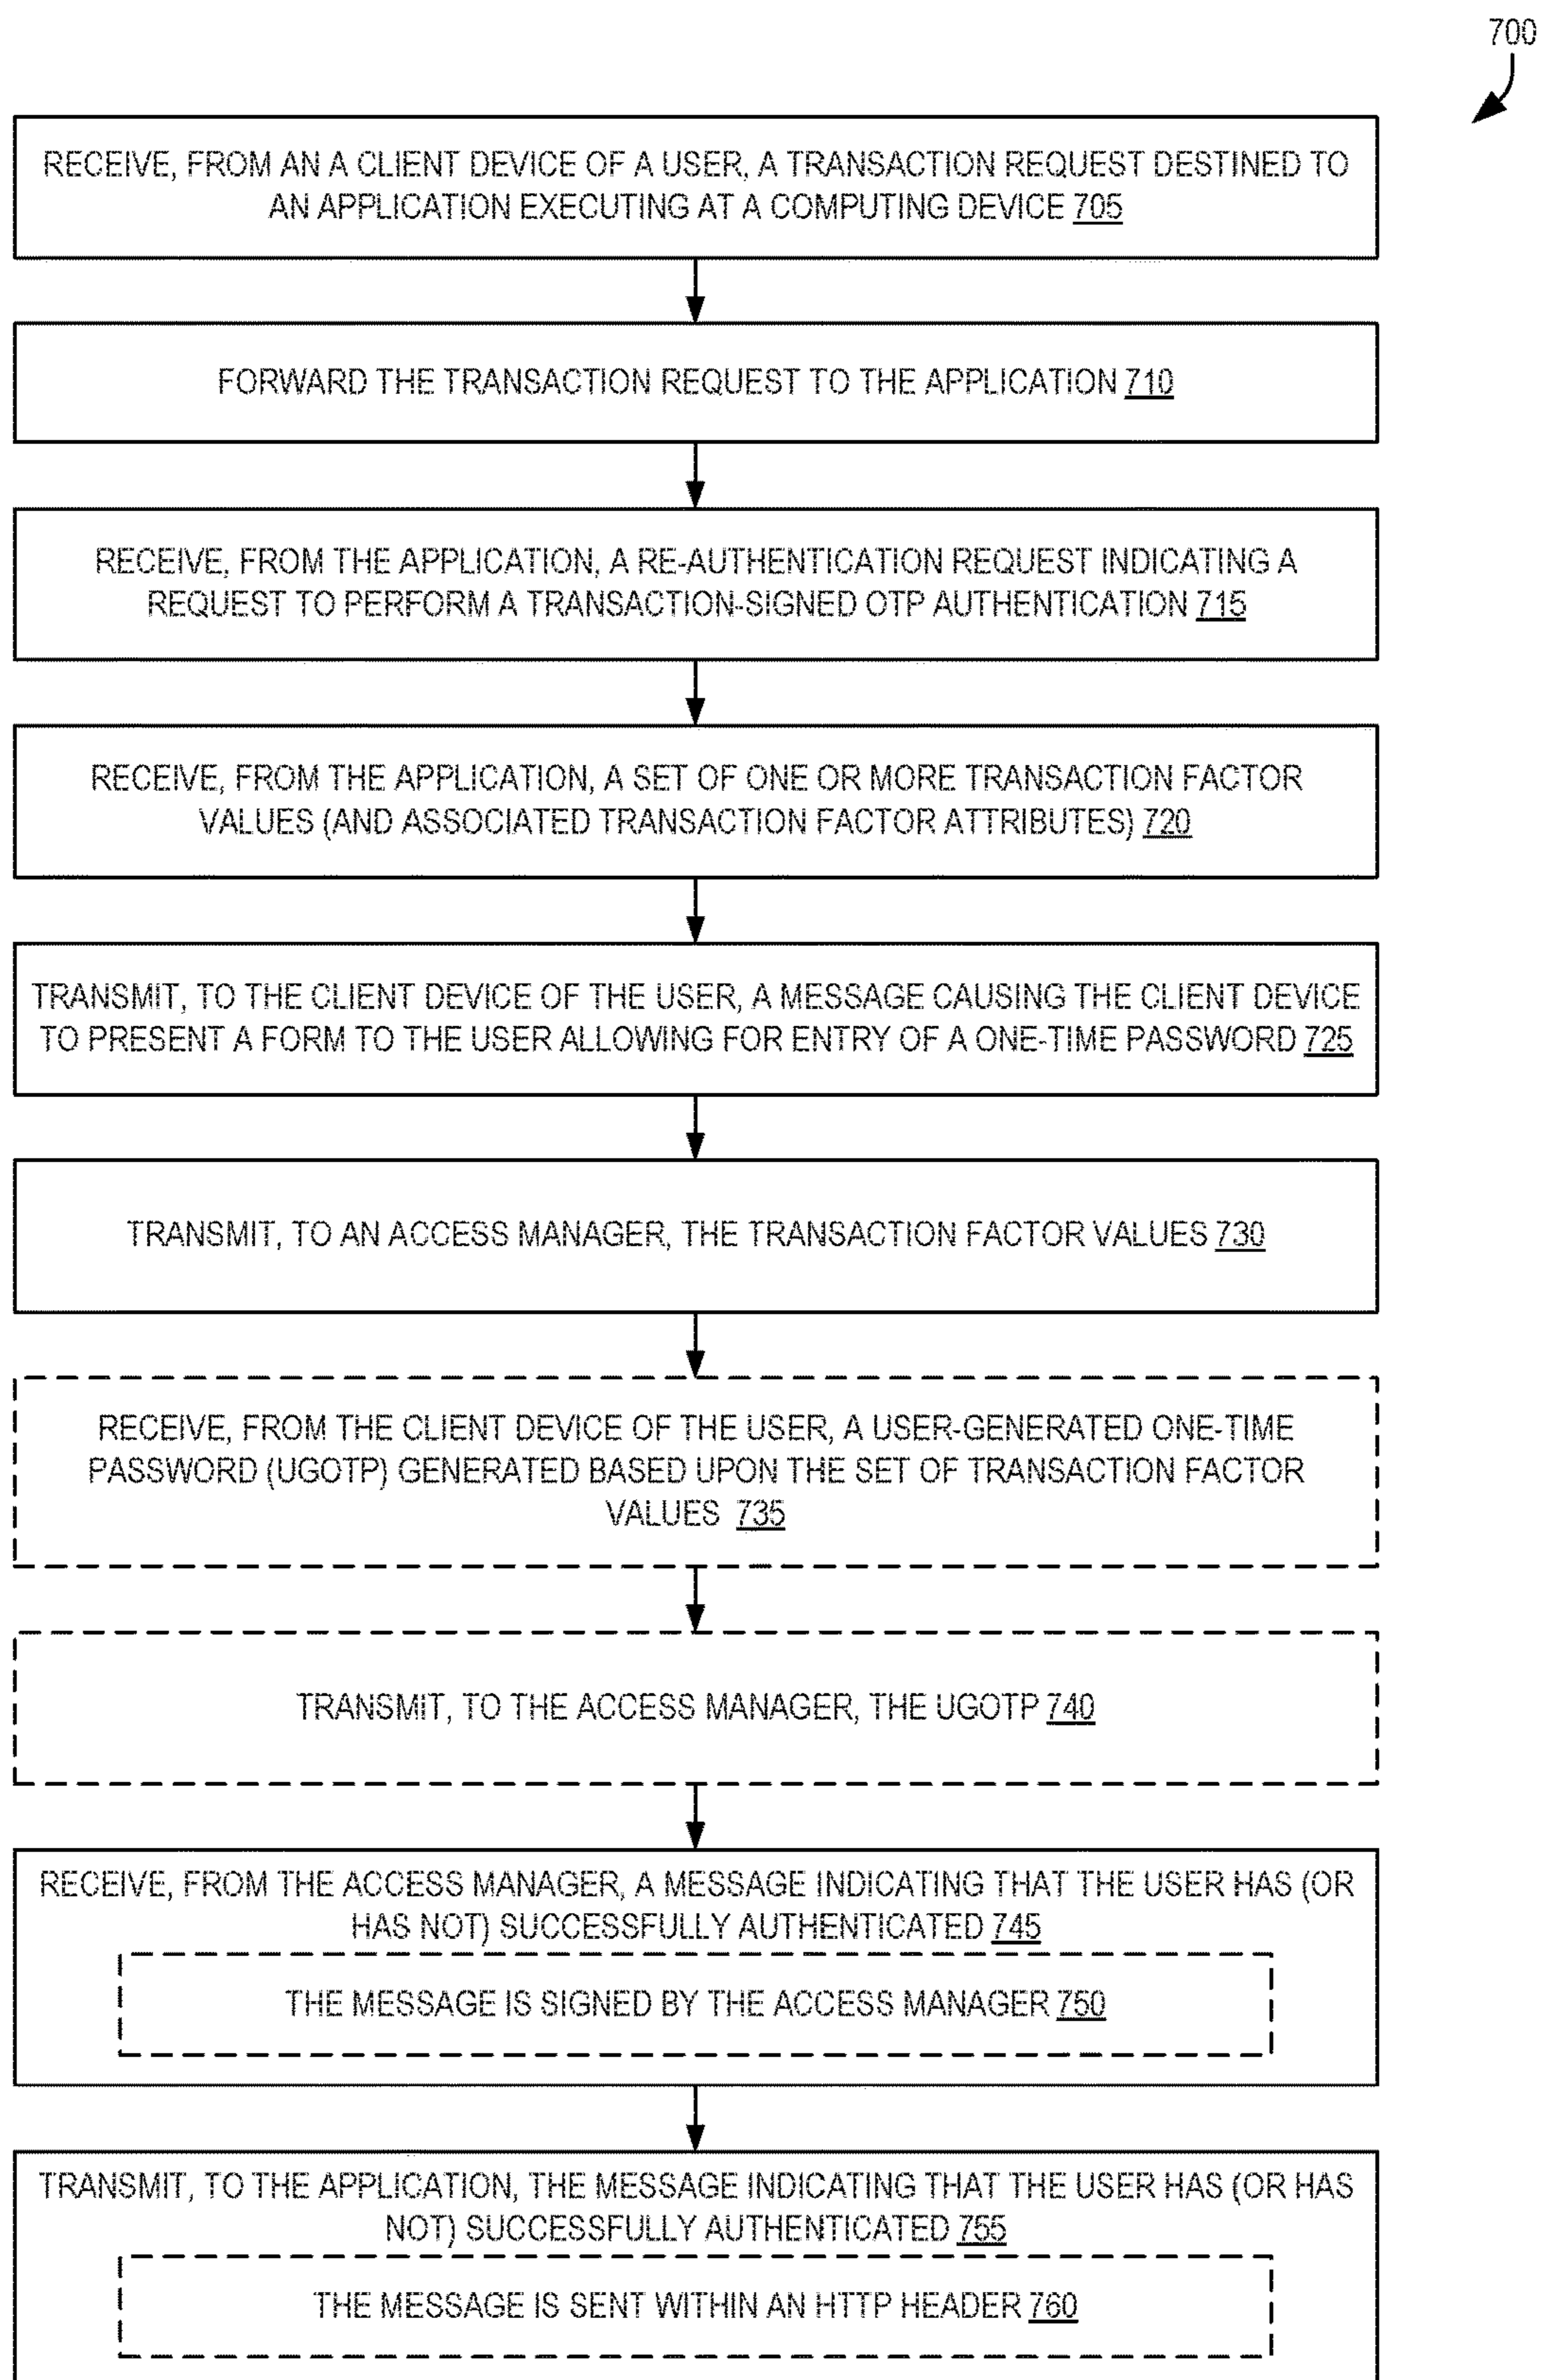 700
RECEIVE, FROM AN A CLIENT DEVICE OF A USER, A TRANSACTION REQUEST DESTINED TO
AN APPLICATION EXECUTING AT A COMPUTING DEVICE 705
FORWARD THE TRANSACTION REQUEST TO THE APPLICATION 710
RECEIVE, FROM THE APPLICATION, A RE-AUTHENTICATION REQUEST INDICATING A
REQUEST TO PERFORM A TRANSACTION-SIGNED OTP AUTHENTICATION 715
RECEIVE, FROM THE APPLICATION, A SET OF ONE OR MORE TRANSACTION FACTOR
VALUES (AND ASSOCIATED TRANSACTION FACTOR ATTRIBUTES) 720
TRANSMIT, TO THE CLIENT DEVICE OF THE USER, A MESSAGE CAUSING THE CLIENT DEVICE
TO PRESENT A FORM TO THE USER ALLOWING FOR ENTRY OF A ONE-TIME PASSWORD 725
TRANSMIT, TO AN ACCESS MANAGER, THE TRANSACTION FACTOR VALUES 730
RECEIVE, FROM THE CLIENT DEVICE OF THE USER, A USER-GENERATED ONE-TIME
PASSWORD (UGOTP) GENERATED BASED UPON THE SET OF TRANSACTION FACTOR
VALUES 735
TRANSMIT, TO THE ACCESS MANAGER, THE UGOTP 740
RECEIVE, FROM THE ACCESS MANAGER, A MESSAGE INDICATING THAT THE USER HAS (OR
HAS NOT) SUCCESSFULLY AUTHENTICATED 745
THE MESSAGE IS SIGNED BY THE ACCESS MANAGER 750
TRANSMIT, TO THE APPLICATION, THE MESSAGE INDICATING THAT THE USER HAS (OR HAS
NOT) SUCCESSFULLY AUTHENTICATED 755
THE MESSAGE IS SENT WITHIN AN HTTP HEADER 760